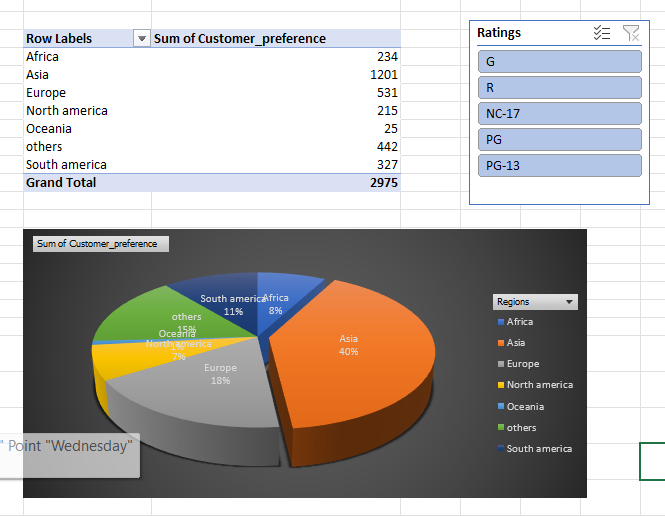 Row Labels Sum of Customer_preference
Africa 234
Asia 1201
Europe 531
North america 215
Oceania 25
others 442
South america 327
Grand Total 2975
Ratings
G
R
NC-17
PG
PG-13
Sum of Customer_preference
South america
11%
Africa
8%
others
15%
Oceania
North america
7%
Asia
40%
Europe
18%
Regions
Africa
Asia
Europe
North america
Oceania
others
South america
" Point "Wednesday"